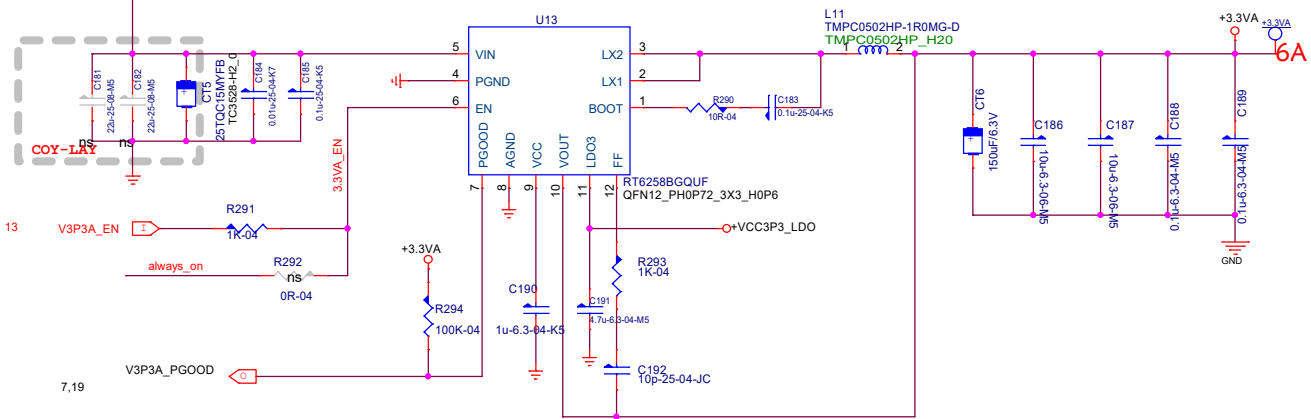 U13
L11
TMPC0502HP-1R0MG-D
TMPC0502HP_H20
1
2
+3.3VA
+3.3VA
6A
5
VIN
4
PGND
6
EN
LX2
3
LX1
2
BOOT
1
PGOOD
AGND
VCC
VOUT
LDO3
FF
7
8
9
10
11
12
RT6258BGQUF
QFN12_PH0P72_3X3_H0P6
C181
22u-25-08-M5
ns
C182
22u-25-08-M5
ns
CT5
25TQC15MYFB
TC3528-H2_0
C184
0.01u-25-04-K7
C185
0.1u-25-04-K5
COY-LAY
3.3VA_EN
R290
10R-04
C183
0.1u-25-04-K5
CT6
150uF/6.3V
C186
10u-6.3-06-M5
C187
10u-6.3-06-M5
C188
0.1u-6.3-04-M5
C189
0.1u-6.3-04-M5
GND
13
V3P3A_EN
I
R291
1K-04
always_on
R292
ns
0R-04
+3.3VA
R294
100K-04
C190
1u-6.3-04-K5
C191
4.7u-6.3-04-M5
+VCC3P3_LDO
R293
1K-04
C192
10p-25-04-JC
V3P3A_PGOOD
O
7,19